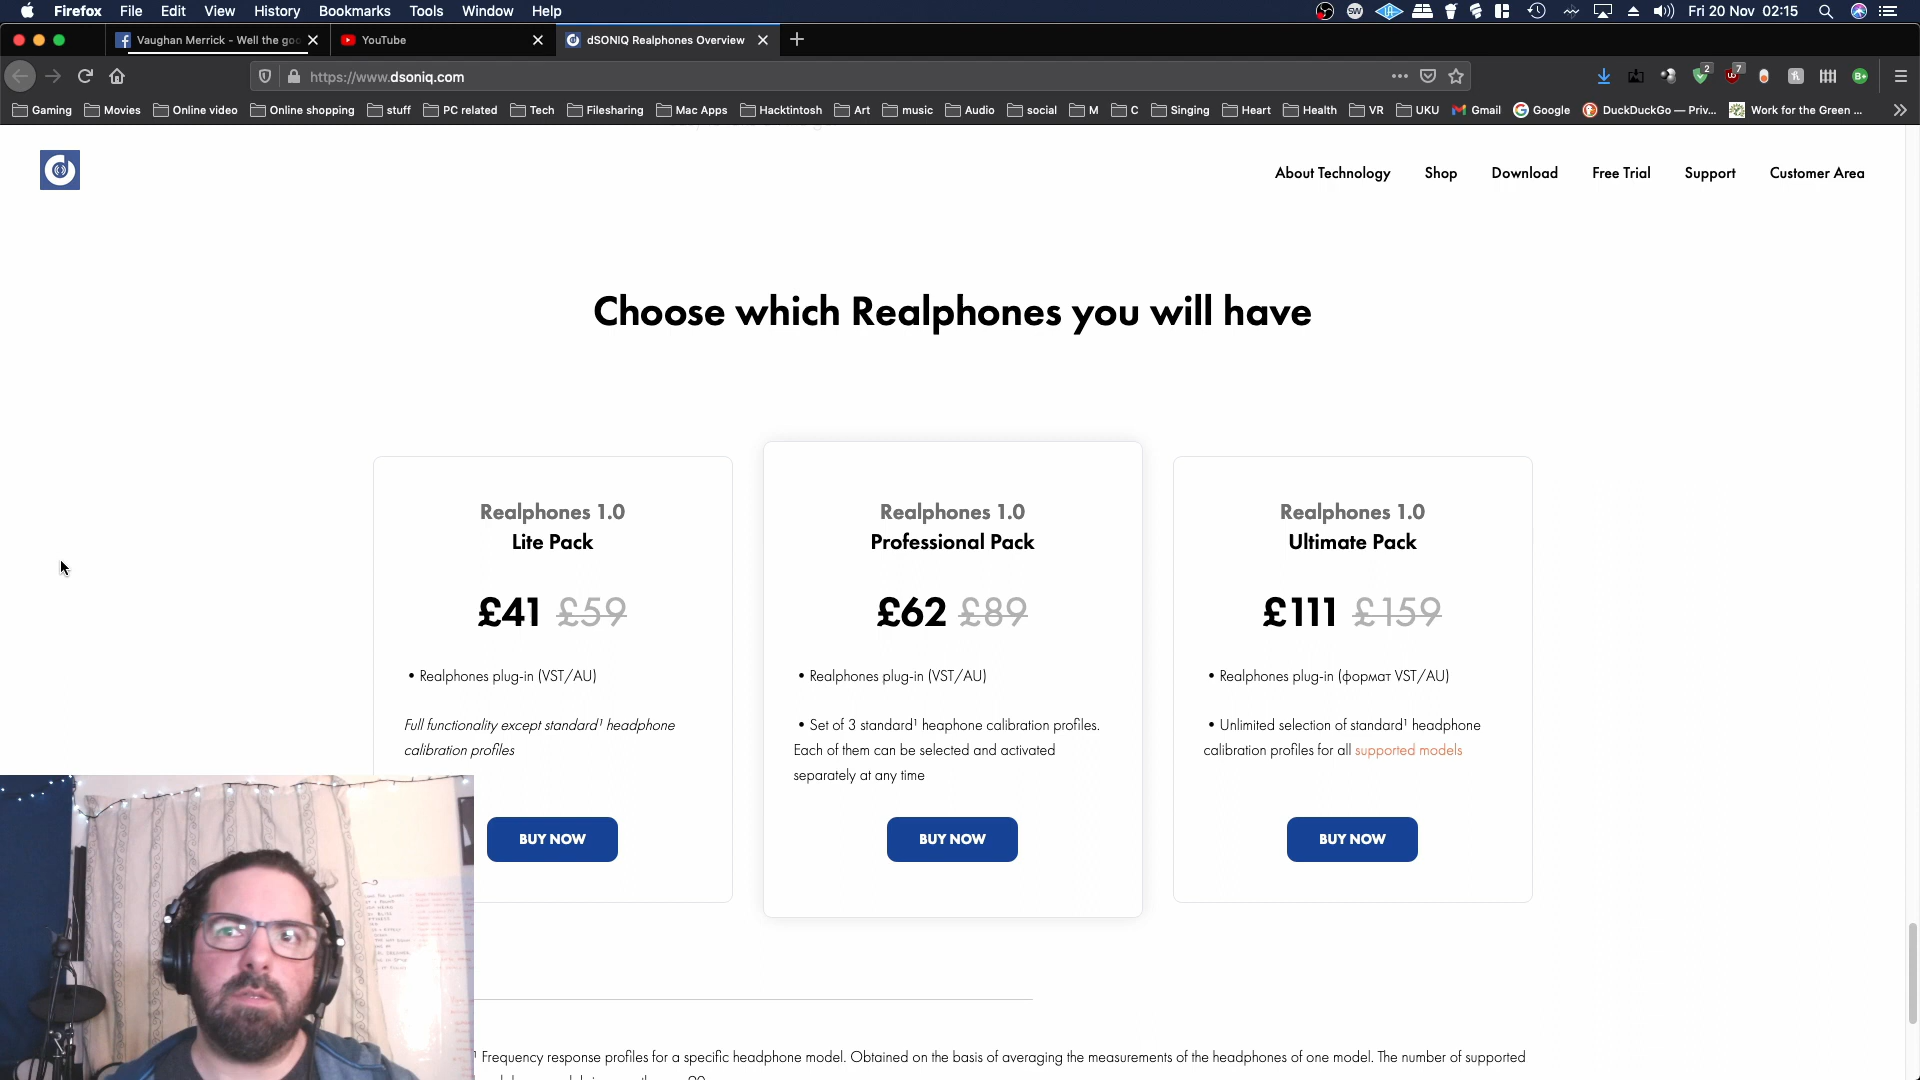 Firefox File Edit View History Bookmarks Tools Window Help
Fri 20 Nov 02:15
Vaughan Merrick - Well the goo
YouTube
dSONIQ Realphones Overview
https://www.dsoniq.com
2
7
Gaming Movies Online video Online shopping stuff PC related Tech Filesharing Mac Apps Hacktintosh Art music Audio social M C Singing Heart Health VR UKU Gmail Google DuckDuckGo — Priv... Work for the Green ...
About Technology Shop Download Free Trial Support Customer Area
Choose which Realphones you will have
Realphones 1.0
Lite Pack
£41 £59
• Realphones plug-in (VST/AU)
Full functionality except standard¹ headphone
calibration profiles
BUY NOW
Realphones 1.0
Professional Pack
£62 £89
• Realphones plug-in (VST/AU)
• Set of 3 standard¹ heaphone calibration profiles.
Each of them can be selected and activated
separately at any time
BUY NOW
Realphones 1.0
Ultimate Pack
£111 £159
• Realphones plug-in (формат VST/AU)
• Unlimited selection of standard¹ headphone
calibration profiles for all supported models
BUY NOW
¹ Frequency response profiles for a specific headphone model. Obtained on the basis of averaging the measurements of the headphones of one model. The number of supported